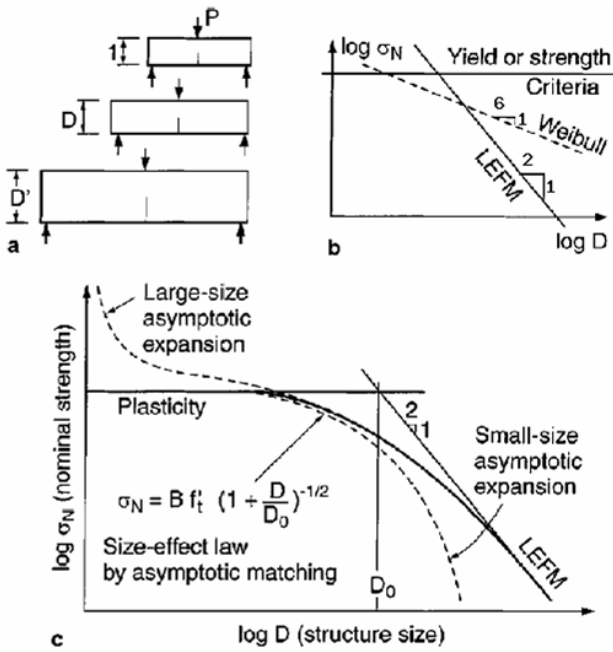 P
1
D
D'
a
log σN
Yield or strength
Criteria
6
1
Weibull
2
1
LEFM
log D
b
Large-size
asymptotic
expansion
Plasticity
2
1
Small-size
asymptotic
expansion
σN = B f't (1 + D/D0)^-1/2
Size-effect law
by asymptotic matching
D0
LEFM
log σN (nominal strength)
log D (structure size)
c